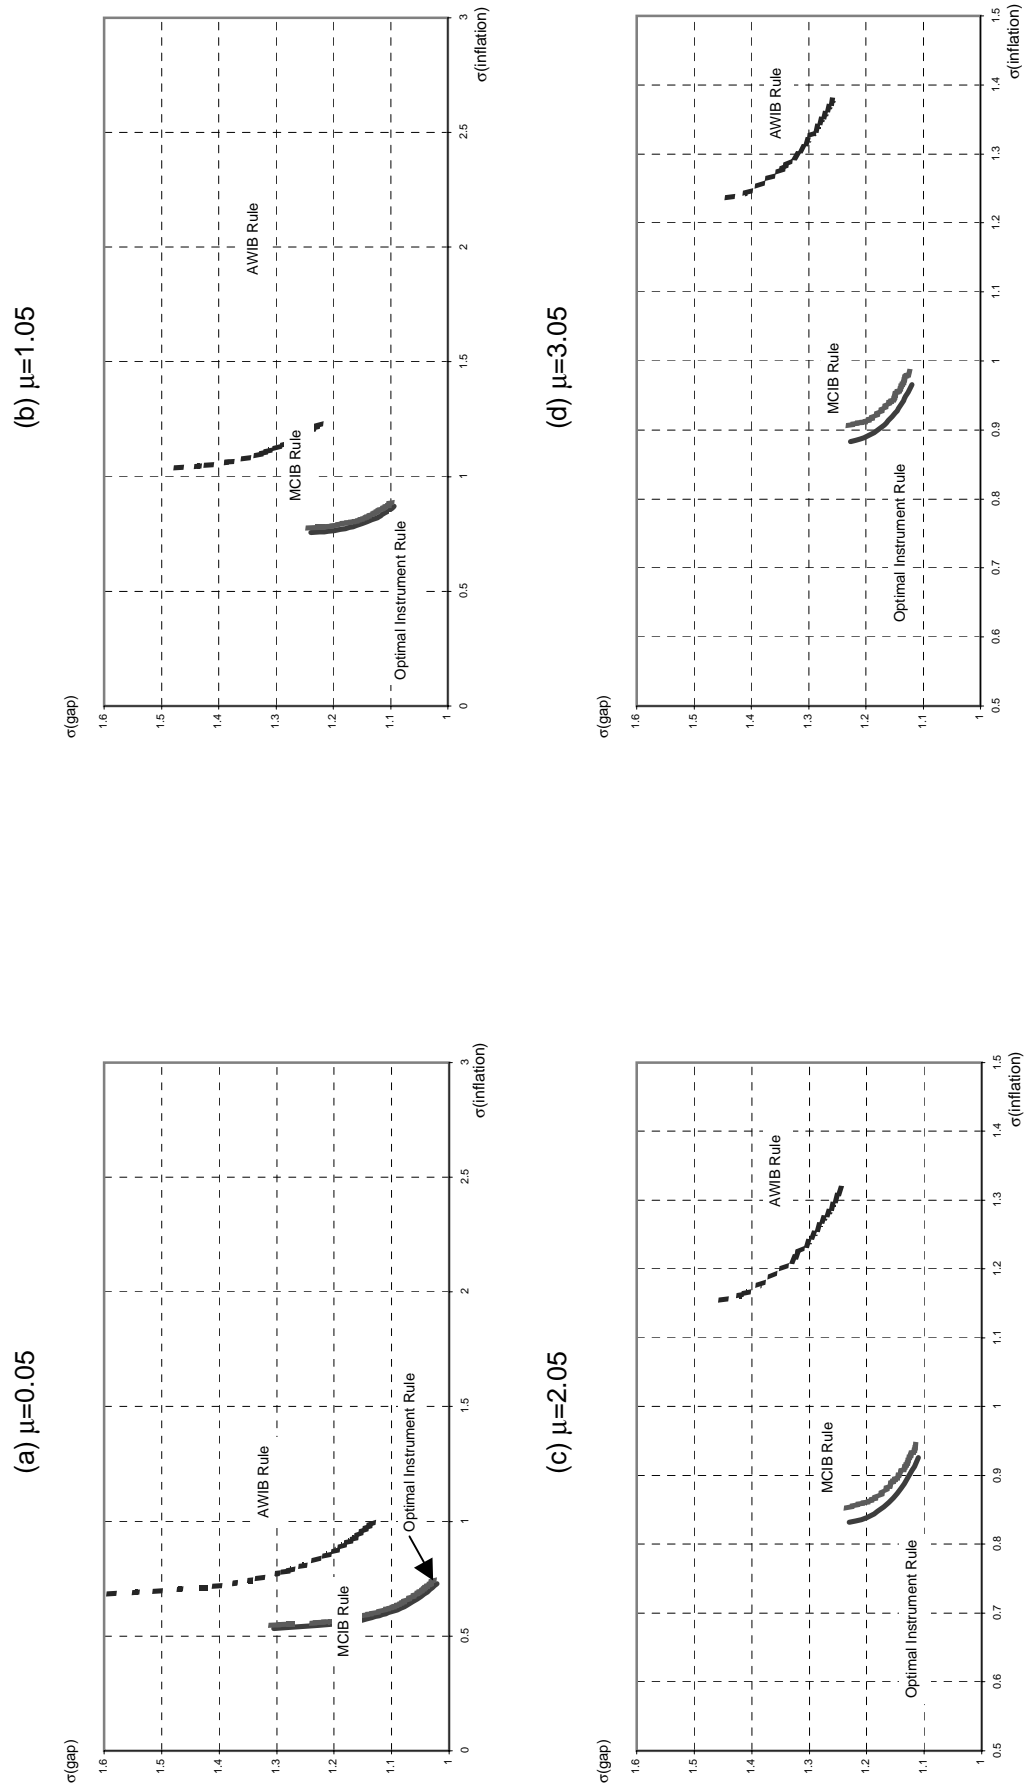 (a) μ=0.05
σ(gap)
1.6
1.5
1.4
1.3
1.2
1.1
1
0
0.5
1
1.5
2
2.5
3
σ(inflation)
AWIB Rule
MCIB Rule
Optimal Instrument Rule
(b) μ=1.05
σ(gap)
1.6
1.5
1.4
1.3
1.2
1.1
1
0
0.5
1
1.5
2
2.5
3
σ(inflation)
AWIB Rule
MCIB Rule
Optimal Instrument Rule
(c) μ=2.05
σ(gap)
1.6
1.5
1.4
1.3
1.2
1.1
1
0.5
0.6
0.7
0.8
0.9
1
1.1
1.2
1.3
1.4
1.5
σ(inflation)
AWIB Rule
MCIB Rule
Optimal Instrument Rule
(d) μ=3.05
σ(gap)
1.6
1.5
1.4
1.3
1.2
1.1
1
0.5
0.6
0.7
0.8
0.9
1
1.1
1.2
1.3
1.4
1.5
σ(inflation)
AWIB Rule
MCIB Rule
Optimal Instrument Rule